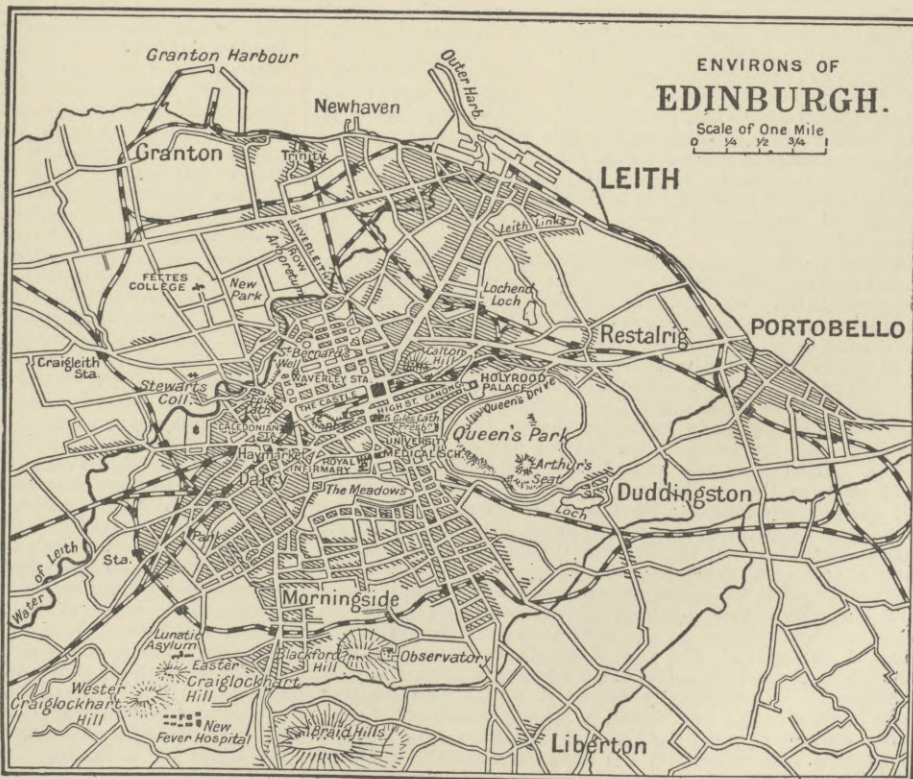 ENVIRONS OF
EDINBURGH.
Scale of One Mile
0 1/4 1/2 3/4 1
Granton Harbour
Outer Harb.
Newhaven
Granton
Trinity
LEITH
Leith Links
INVERLEITH
ROW
Arboretum
FETTES
COLLEGE
New
Park
Lochend
Loch
Restalrig
PORTOBELLO
Craigleith
Sta.
St Bernard's
Well
Calton
Hill
Stewarts
Coll.
WAVERLEY STA.
HOLYROOD
PALACE
THE CASTLE
HIGH ST. CANONG.
Queen's Drive
Cath.
CALEDONIAN
STA.
St Giles Cath.
Presbn
Queen's Park
UNIVERSITY
MEDICAL SCH.
Haymarket
ROYAL
INFIRMARY
Arthur's
Seat
Dalry
The Meadows
Duddingston
Loch
Park
Sta.
Water of Leith
Morningside
Lunatic
Asylum
Blackford
Hill
Observatory
Easter
Craiglockhart
Hill
Wester
Craiglockhart
Hill
New
Fever Hospital
Braid Hills
Liberton